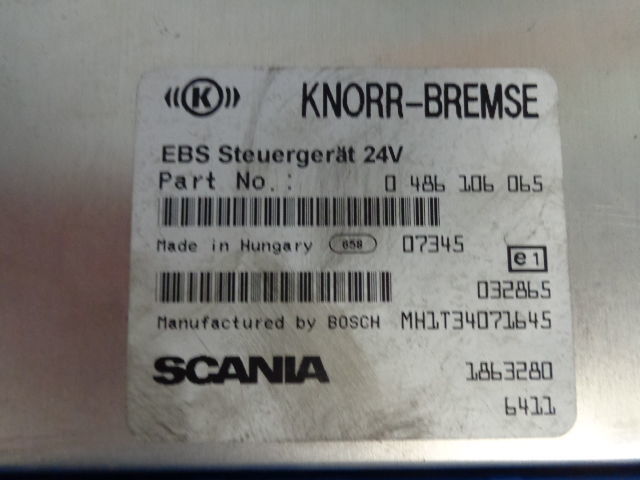 K KNORR-BREMSE
EBS Steuergerät 24V
Part No.: 0 486 106 065
Made in Hungary 658 07345
e1
032865
Manufactured by BOSCH MH1T34071645
SCANIA 1863280
6411